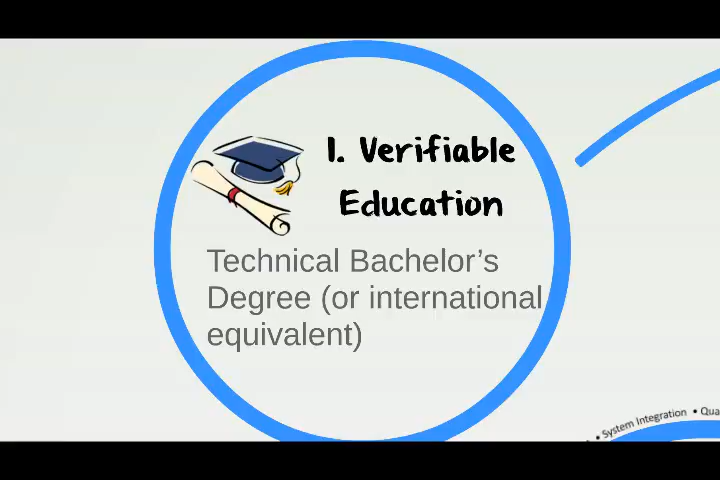 1. Verifiable
Education
Technical Bachelor's
Degree (or international
equivalent)
• System Integration •